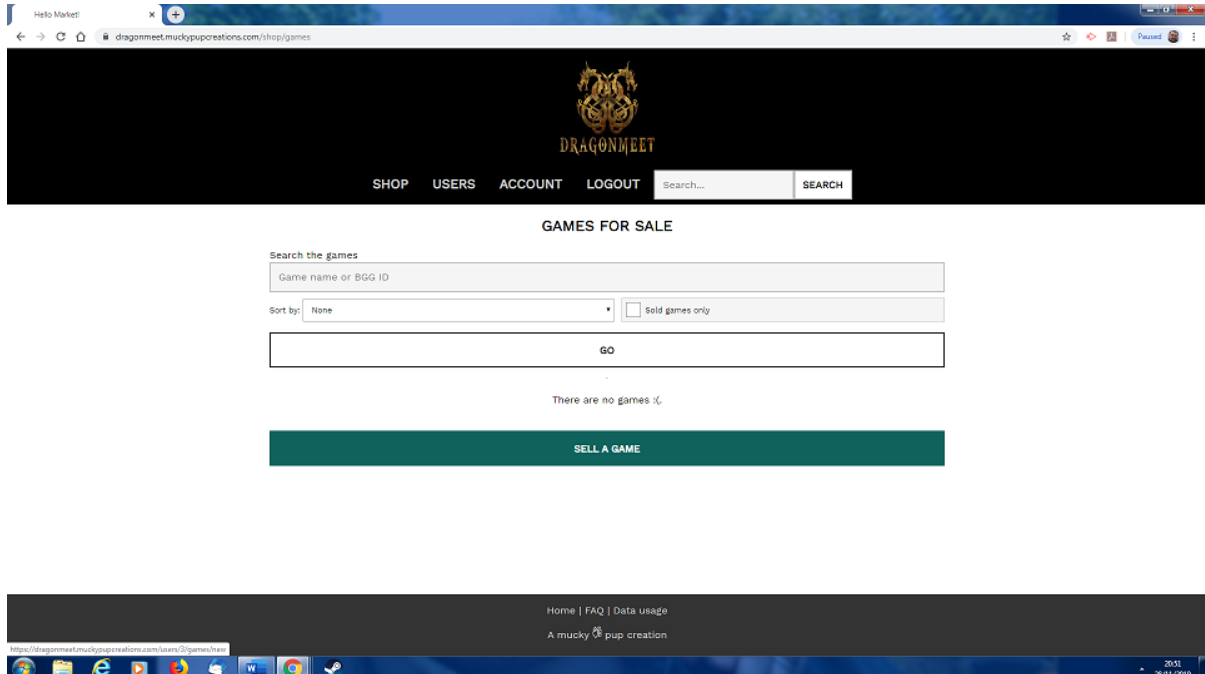 Hello Market!
dragonmeet.muckypupcreations.com/shop/games
Paused
DRAGONMEET
SHOP USERS ACCOUNT LOGOUT Search... SEARCH
GAMES FOR SALE
Search the games
Game name or BGG ID
Sort by: None Sold games only
GO
There are no games :(.
SELL A GAME
Home | FAQ | Data usage
A mucky pup creation
https://dragonmeet.muckypupcreations.com/users/3/games/new
20:51